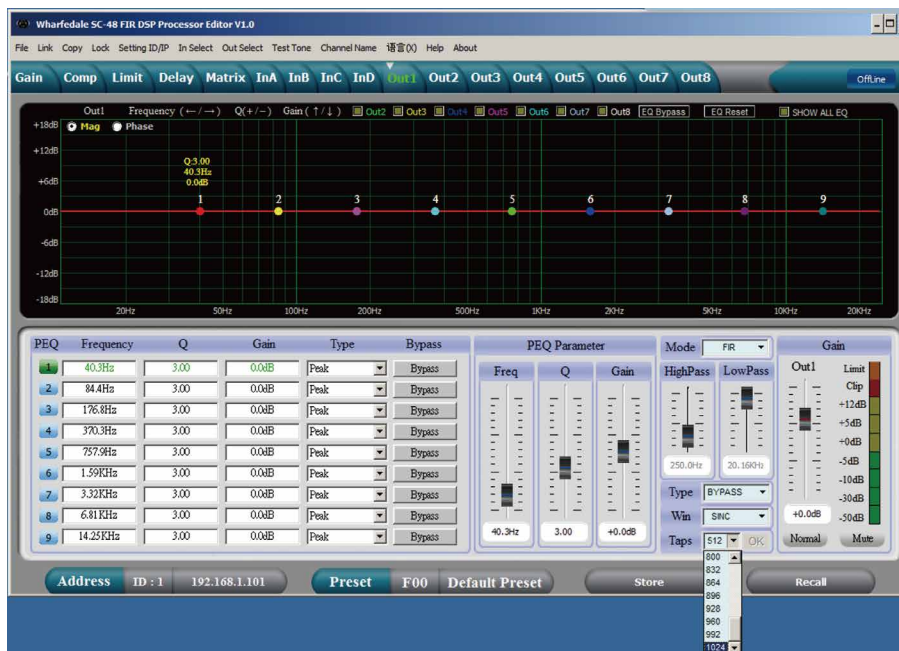 Wharfedale SC-48 FIR DSP Processor Editor V1.0
File Link Copy Lock Setting ID/IP In Select Out Select Test Tone Channel Name 语言(X) Help About
Gain Comp Limit Delay Matrix InA InB InC InD Out1 Out2 Out3 Out4 Out5 Out6 Out7 Out8 OffLine
Out1 Frequency (←/→) Q(+/−) Gain (↑/↓) Out2 Out3 Out4 Out5 Out6 Out7 Out8 EQ Bypass EQ Reset SHOW ALL EQ
+18dB Mag Phase
+12dB
Q:3.00
40.3Hz
+6dB 0.0dB
1 2 3 4 5 6 7 8 9
0dB
-6dB
-12dB
-18dB
20Hz 50Hz 100Hz 200Hz 500Hz 1KHz 2KHz 5KHz 10KHz 20KHz
PEQ Frequency Q Gain Type Bypass
1 40.3Hz 3.00 0.0dB Peak Bypass
2 84.4Hz 3.00 0.0dB Peak Bypass
3 176.8Hz 3.00 0.0dB Peak Bypass
4 370.3Hz 3.00 0.0dB Peak Bypass
5 757.9Hz 3.00 0.0dB Peak Bypass
6 1.59KHz 3.00 0.0dB Peak Bypass
7 3.32KHz 3.00 0.0dB Peak Bypass
8 6.81KHz 3.00 0.0dB Peak Bypass
9 14.25KHz 3.00 0.0dB Peak Bypass
PEQ Parameter
Freq Q Gain
40.3Hz 3.00 +0.0dB
Mode FIR
HighPass LowPass
250.0Hz 20.16KHz
Type BYPASS
Win SINC
Taps 512 OK
800
832
864
896
928
960
992
1024
Gain
Out1 Limit
Clip
+12dB
+5dB
+0dB
-5dB
-10dB
-30dB
+0.0dB -50dB
Normal Mute
Address ID : 1 192.168.1.101 Preset F00 Default Preset Store Recall